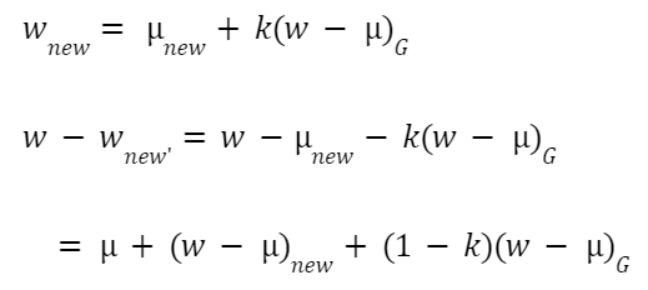 w_new = μ_new + k(w − μ)_G
w − w_new' = w − μ_new − k(w − μ)_G
= μ + (w − μ)_new + (1 − k)(w − μ)_G